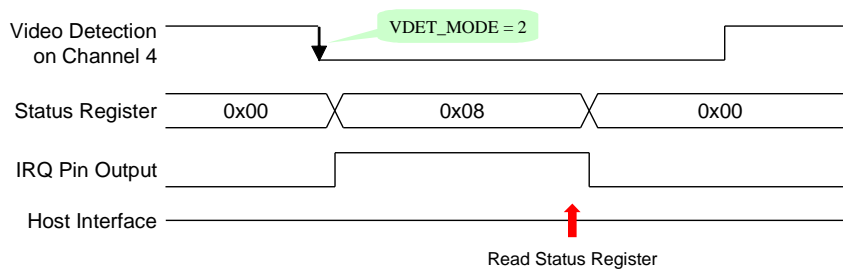 VDET_MODE = 2
Video Detection
on Channel 4
Status Register
0x00
0x08
0x00
IRQ Pin Output
Host Interface
Read Status Register